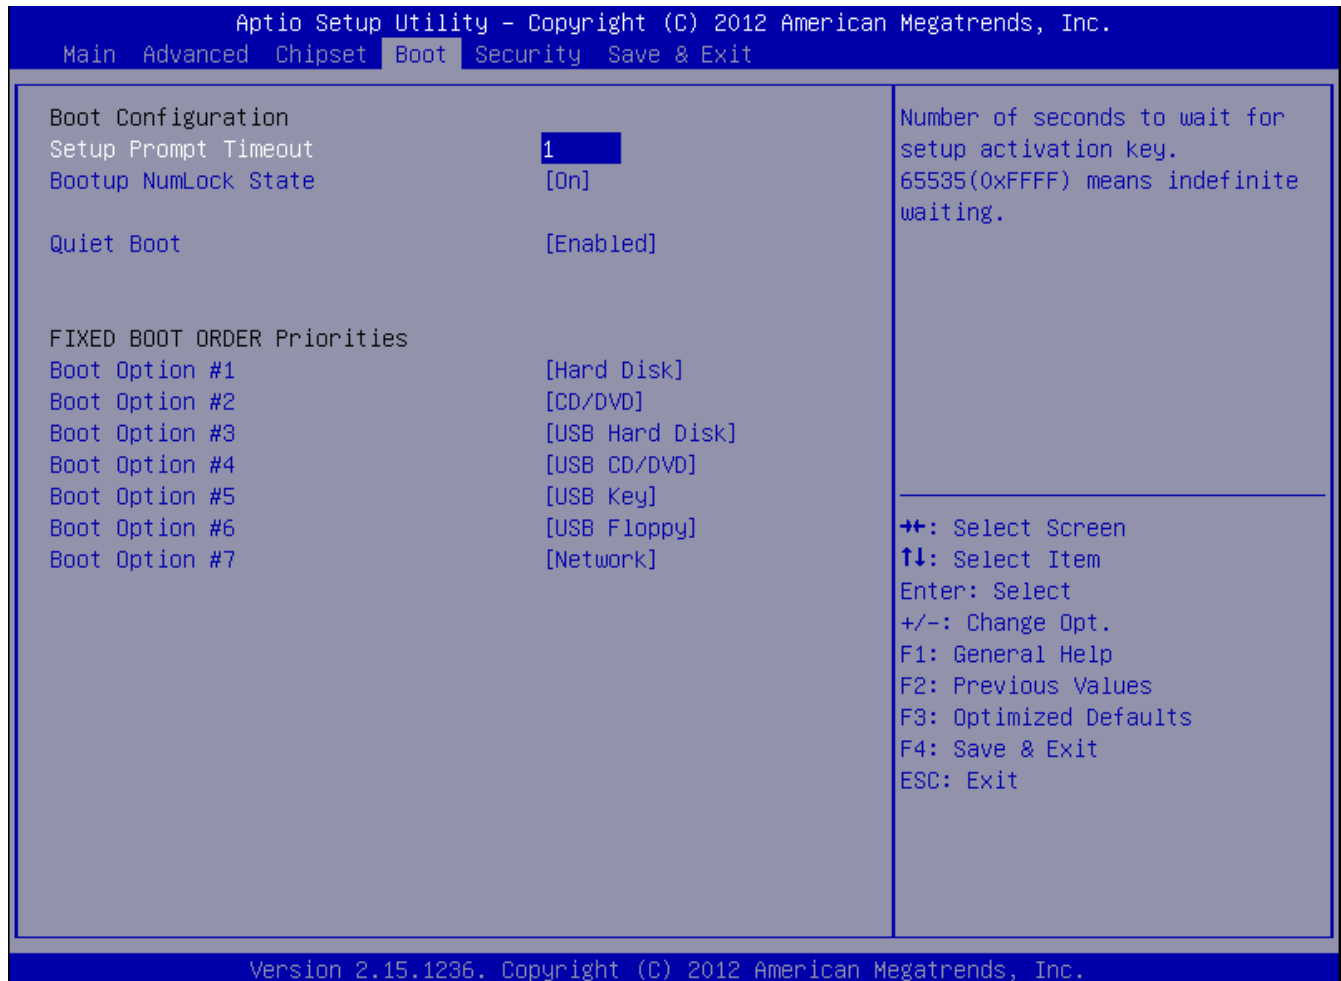 Aptio Setup Utility – Copyright (C) 2012 American Megatrends, Inc.
Main Advanced Chipset Boot Security Save & Exit
Boot Configuration
Setup Prompt Timeout 1
Bootup NumLock State [On]
Quiet Boot [Enabled]
FIXED BOOT ORDER Priorities
Boot Option #1 [Hard Disk]
Boot Option #2 [CD/DVD]
Boot Option #3 [USB Hard Disk]
Boot Option #4 [USB CD/DVD]
Boot Option #5 [USB Key]
Boot Option #6 [USB Floppy]
Boot Option #7 [Network]
Number of seconds to wait for
setup activation key.
65535(0xFFFF) means indefinite
waiting.
→←: Select Screen
↑↓: Select Item
Enter: Select
+/-: Change Opt.
F1: General Help
F2: Previous Values
F3: Optimized Defaults
F4: Save & Exit
ESC: Exit
Version 2.15.1236. Copyright (C) 2012 American Megatrends, Inc.